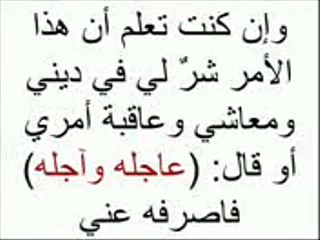 وإن كنت تعلم أن هذا
الأمر شرٌ لي في ديني
ومعاشي وعاقبة أمري
أو قال: (عاجله وآجله)
فاصرفه عني